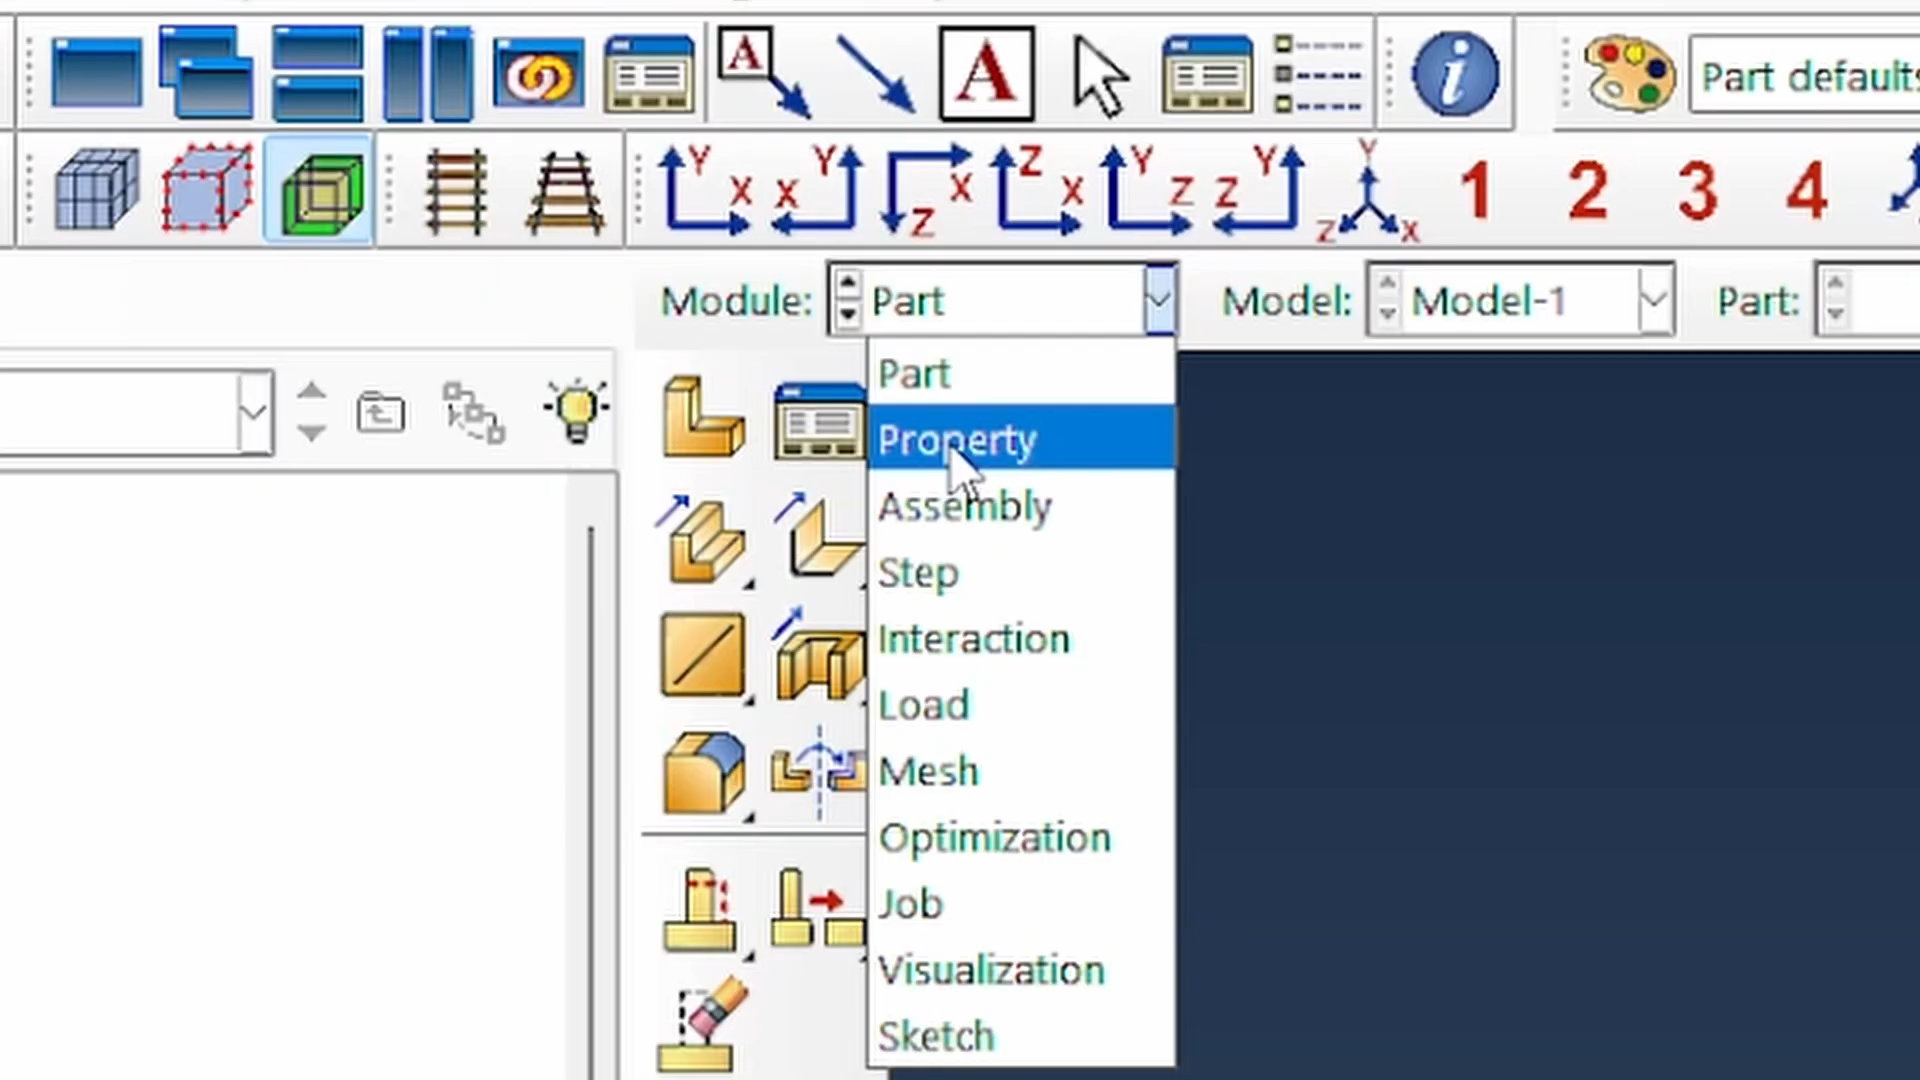 A
A
i
Part defaults
Y X
Y X
X Z
Z X
Y Z
Y Z
Y Z X
1 2 3 4
Module: Part Model: Model-1 Part:
Part
Property
Assembly
Step
Interaction
Load
Mesh
Optimization
Job
Visualization
Sketch